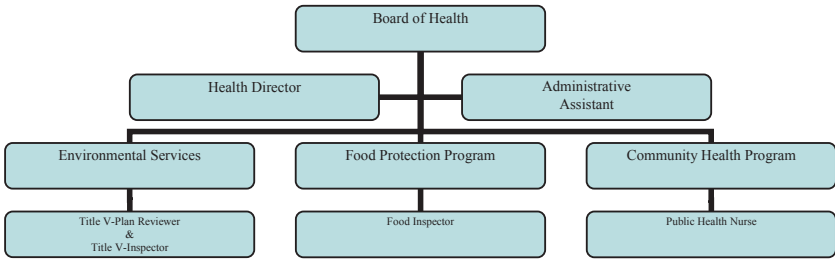 Board of Health
Health Director
Administrative
Assistant
Environmental Services
Food Protection Program
Community Health Program
Title V-Plan Reviewer
&
Title V-Inspector
Food Inspector
Public Health Nurse